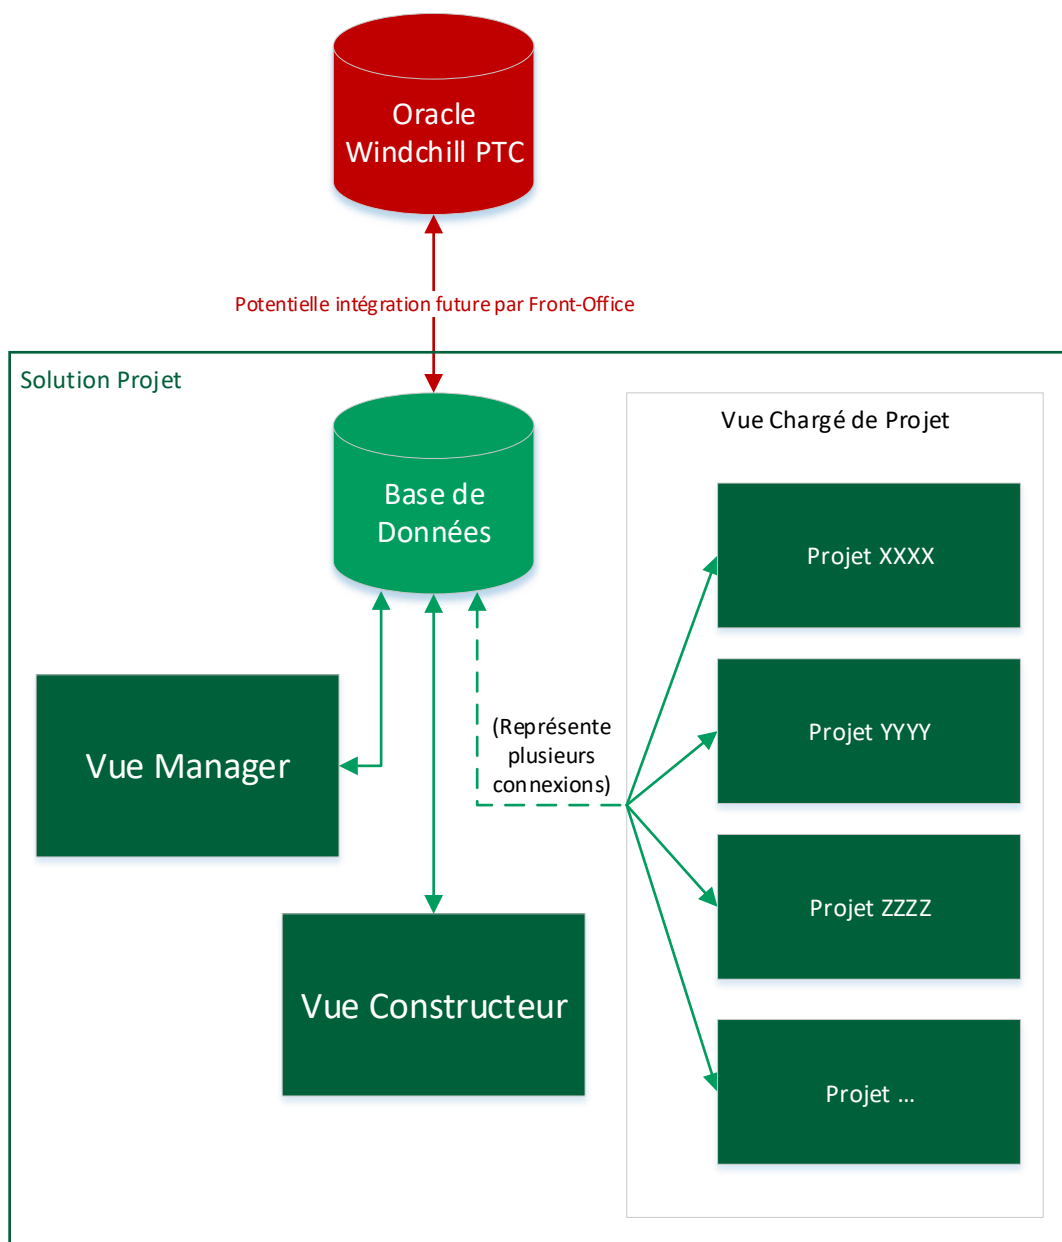 Oracle
Windchill PTC
Potentielle intégration future par Front-Office
Solution Projet
Base de
Données
Vue Chargé de Projet
Projet XXXX
Projet YYYY
Projet ZZZZ
Projet ...
(Représente
plusieurs
connexions)
Vue Manager
Vue Constructeur